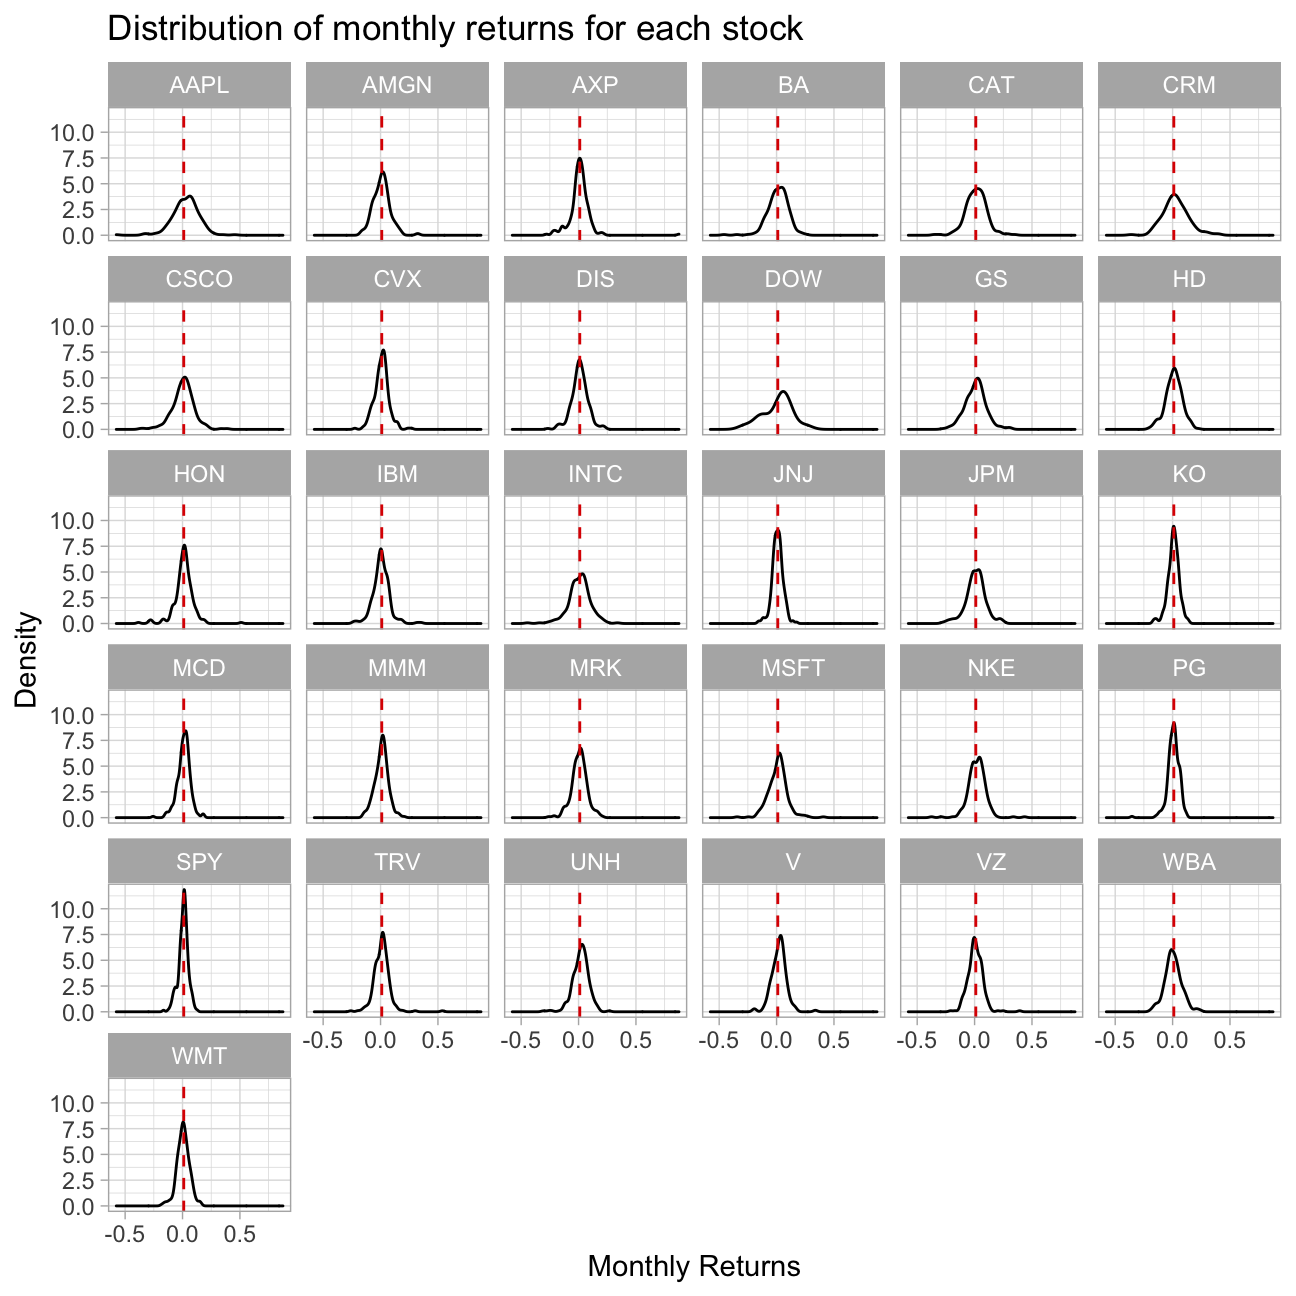 Distribution of monthly returns for each stock
AAPL AMGN AXP BA CAT CRM
10.0
7.5
5.0
2.5
0.0
CSCO CVX DIS DOW GS HD
10.0
7.5
5.0
2.5
0.0
HON IBM INTC JNJ JPM KO
10.0
7.5
5.0
2.5
0.0
Density
MCD MMM MRK MSFT NKE PG
10.0
7.5
5.0
2.5
0.0
SPY TRV UNH V VZ WBA
10.0
7.5
5.0
2.5
0.0
-0.5 0.0 0.5 -0.5 0.0 0.5 -0.5 0.0 0.5 -0.5 0.0 0.5 -0.5 0.0 0.5
WMT
10.0
7.5
5.0
2.5
0.0
-0.5 0.0 0.5
Monthly Returns